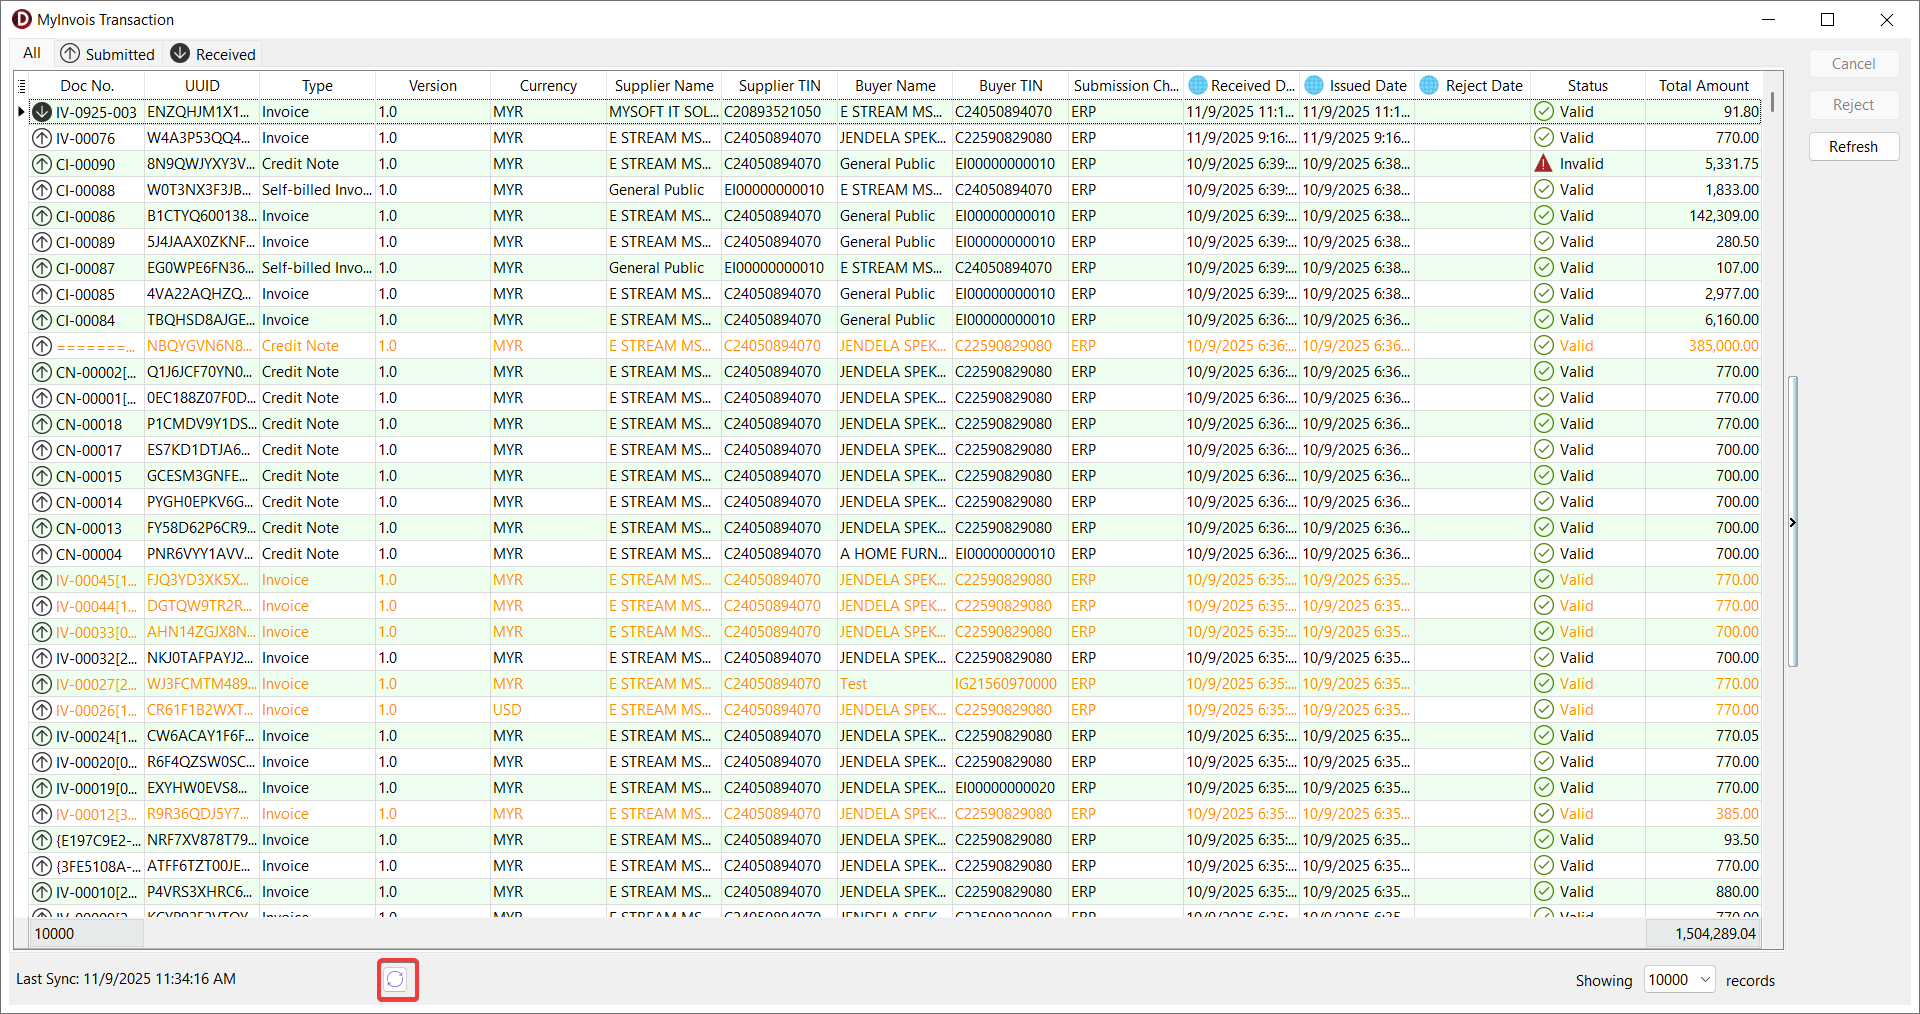 MyInvois Transaction
All Submitted Received
Doc No. UUID Type Version Currency Supplier Name Supplier TIN Buyer Name Buyer TIN Submission Ch... Received D... Issued Date Reject Date Status Total Amount
IV-0925-003 ENZQHJM1X1... Invoice 1.0 MYR MYSOFT IT SOL... C20893521050 E STREAM MS... C24050894070 ERP 11/9/2025 11:1... 11/9/2025 11:1... Valid 91.80
IV-00076 W4A3P53QQ4... Invoice 1.0 MYR E STREAM MS... C24050894070 JENDELA SPEK... C22590829080 ERP 11/9/2025 9:16... 11/9/2025 9:16... Valid 770.00
CI-00090 8N9QWJYXY3V... Credit Note 1.0 MYR E STREAM MS... C24050894070 General Public EI00000000010 ERP 10/9/2025 6:39:... 10/9/2025 6:38... Invalid 5,331.75
CI-00088 W0T3NX3F3JB... Self-billed Invo... 1.0 MYR General Public EI00000000010 E STREAM MS... C24050894070 ERP 10/9/2025 6:39:... 10/9/2025 6:38... Valid 1,833.00
CI-00086 B1CTYQ600138... Invoice 1.0 MYR E STREAM MS... C24050894070 General Public EI00000000010 ERP 10/9/2025 6:39:... 10/9/2025 6:38... Valid 142,309.00
CI-00089 5J4JAAX0ZKNF... Invoice 1.0 MYR E STREAM MS... C24050894070 General Public EI00000000010 ERP 10/9/2025 6:39:... 10/9/2025 6:38... Valid 280.50
CI-00087 EG0WPE6FN36... Self-billed Invo... 1.0 MYR General Public EI00000000010 E STREAM MS... C24050894070 ERP 10/9/2025 6:39:... 10/9/2025 6:38... Valid 107.00
CI-00085 4VA22AQHZQ... Invoice 1.0 MYR E STREAM MS... C24050894070 General Public EI00000000010 ERP 10/9/2025 6:39:... 10/9/2025 6:38... Valid 2,977.00
CI-00084 TBQHSD8AJGE... Invoice 1.0 MYR E STREAM MS... C24050894070 General Public EI00000000010 ERP 10/9/2025 6:36:... 10/9/2025 6:36... Valid 6,160.00
=======... NBQYGVN6N8... Credit Note 1.0 MYR E STREAM MS... C24050894070 JENDELA SPEK... C22590829080 ERP 10/9/2025 6:36:... 10/9/2025 6:36... Valid 385,000.00
CN-00002[... Q1J6JCF70YN0... Credit Note 1.0 MYR E STREAM MS... C24050894070 JENDELA SPEK... C22590829080 ERP 10/9/2025 6:36:... 10/9/2025 6:36... Valid 770.00
CN-00001[... 0EC188Z07F0D... Credit Note 1.0 MYR E STREAM MS... C24050894070 JENDELA SPEK... C22590829080 ERP 10/9/2025 6:36:... 10/9/2025 6:36... Valid 770.00
CN-00018 P1CMDV9Y1DS... Credit Note 1.0 MYR E STREAM MS... C24050894070 JENDELA SPEK... C22590829080 ERP 10/9/2025 6:36:... 10/9/2025 6:36... Valid 770.00
CN-00017 ES7KD1DTJA6... Credit Note 1.0 MYR E STREAM MS... C24050894070 JENDELA SPEK... C22590829080 ERP 10/9/2025 6:36:... 10/9/2025 6:36... Valid 700.00
CN-00015 GCESM3GNFE... Credit Note 1.0 MYR E STREAM MS... C24050894070 JENDELA SPEK... C22590829080 ERP 10/9/2025 6:36:... 10/9/2025 6:36... Valid 700.00
CN-00014 PYGH0EPKV6G... Credit Note 1.0 MYR E STREAM MS... C24050894070 JENDELA SPEK... C22590829080 ERP 10/9/2025 6:36:... 10/9/2025 6:36... Valid 700.00
CN-00013 FY58D62P6CR9... Credit Note 1.0 MYR E STREAM MS... C24050894070 JENDELA SPEK... C22590829080 ERP 10/9/2025 6:36:... 10/9/2025 6:36... Valid 700.00
CN-00004 PNR6VYY1AVV... Credit Note 1.0 MYR E STREAM MS... C24050894070 A HOME FURN... EI00000000010 ERP 10/9/2025 6:36:... 10/9/2025 6:36... Valid 700.00
IV-00045[1... FJQ3YD3XK5X... Invoice 1.0 MYR E STREAM MS... C24050894070 JENDELA SPEK... C22590829080 ERP 10/9/2025 6:35:... 10/9/2025 6:35... Valid 770.00
IV-00044[1... DGTQW9TR2R... Invoice 1.0 MYR E STREAM MS... C24050894070 JENDELA SPEK... C22590829080 ERP 10/9/2025 6:35:... 10/9/2025 6:35... Valid 770.00
IV-00033[0... AHN14ZGJX8N... Invoice 1.0 MYR E STREAM MS... C24050894070 JENDELA SPEK... C22590829080 ERP 10/9/2025 6:35:... 10/9/2025 6:35... Valid 700.00
IV-00032[2... NKJ0TAFPAYJ2... Invoice 1.0 MYR E STREAM MS... C24050894070 JENDELA SPEK... C22590829080 ERP 10/9/2025 6:35:... 10/9/2025 6:35... Valid 700.00
IV-00027[2... WJ3FCMTM489... Invoice 1.0 MYR E STREAM MS... C24050894070 Test IG21560970000 ERP 10/9/2025 6:35:... 10/9/2025 6:35... Valid 770.00
IV-00026[1... CR61F1B2WXT... Invoice 1.0 USD E STREAM MS... C24050894070 JENDELA SPEK... C22590829080 ERP 10/9/2025 6:35:... 10/9/2025 6:35... Valid 770.00
IV-00024[1... CW6ACAY1F6F... Invoice 1.0 MYR E STREAM MS... C24050894070 JENDELA SPEK... C22590829080 ERP 10/9/2025 6:35:... 10/9/2025 6:35... Valid 770.05
IV-00020[0... R6F4QZSW0SC... Invoice 1.0 MYR E STREAM MS... C24050894070 JENDELA SPEK... C22590829080 ERP 10/9/2025 6:35:... 10/9/2025 6:35... Valid 770.00
IV-00019[0... EXYHW0EVS8... Invoice 1.0 MYR E STREAM MS... C24050894070 JENDELA SPEK... EI00000000020 ERP 10/9/2025 6:35:... 10/9/2025 6:35... Valid 770.00
IV-00012[3... R9R36QDJ5Y7... Invoice 1.0 MYR E STREAM MS... C24050894070 JENDELA SPEK... C22590829080 ERP 10/9/2025 6:35:... 10/9/2025 6:35... Valid 385.00
{E197C9E2-... NRF7XV878T79... Invoice 1.0 MYR E STREAM MS... C24050894070 JENDELA SPEK... C22590829080 ERP 10/9/2025 6:35:... 10/9/2025 6:35... Valid 93.50
{3FE5108A-... ATFF6TZT00JE... Invoice 1.0 MYR E STREAM MS... C24050894070 JENDELA SPEK... C22590829080 ERP 10/9/2025 6:35:... 10/9/2025 6:35... Valid 770.00
IV-00010[2... P4VRS3XHRC6... Invoice 1.0 MYR E STREAM MS... C24050894070 JENDELA SPEK... C22590829080 ERP 10/9/2025 6:35:... 10/9/2025 6:35... Valid 880.00
Invoice 1.0 MYR E STREAM MS... C24050894070 JENDELA SPEK... C22590829080 ERP 10/9/2025 6:35:... 10/9/2025 6:35... Valid 770.00
10000 1,504,289.04
Last Sync: 11/9/2025 11:34:16 AM
Showing 10000 records
Cancel
Reject
Refresh